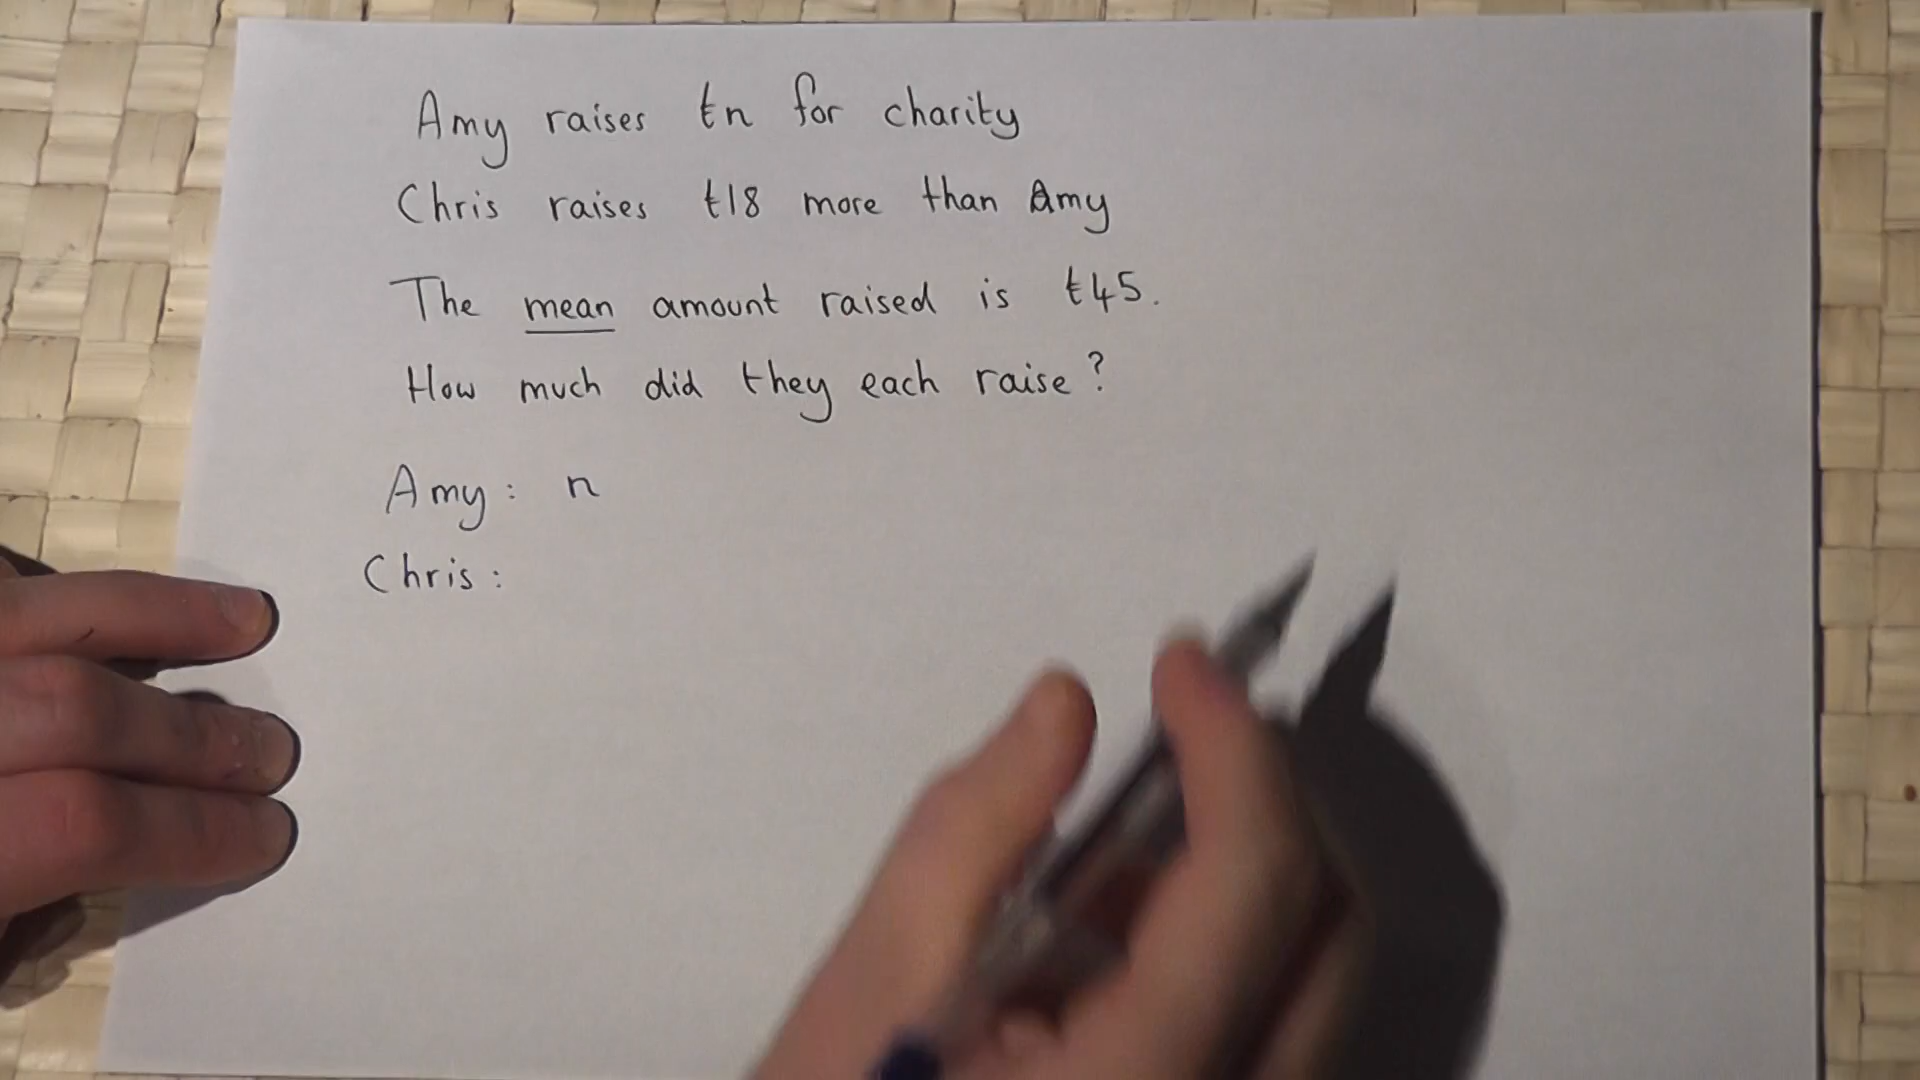 Amy raises £n for charity
Chris raises £18 more than Amy
The mean amount raised is £45.
How much did they each raise?
Amy: n
Chris: